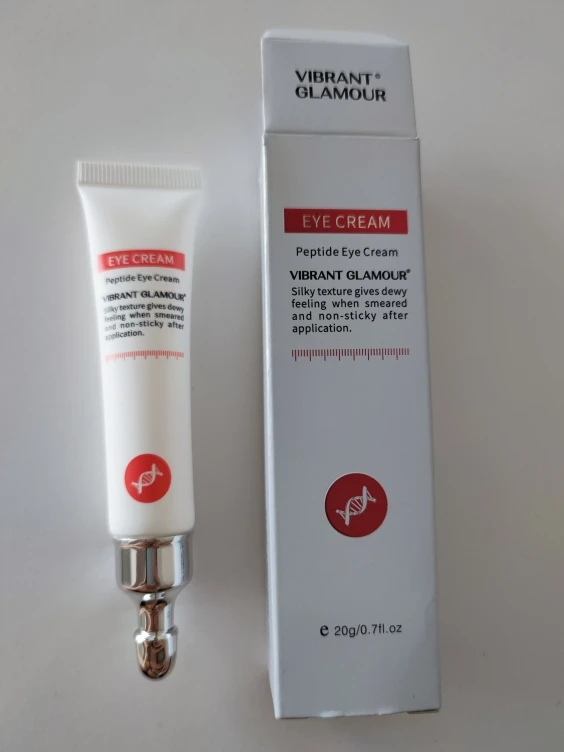 VIBRANT®
GLAMOUR
EYE CREAM
Peptide Eye Cream
VIBRANT GLAMOUR®
Silky texture gives dewy
feeling when smeared
and non-sticky after
application.
e 20g/0.7fl.oz
EYE CREAM
Peptide Eye Cream
VIBRANT GLAMOUR®
Silky texture gives dewy
feeling when smeared
and non-sticky after
application.